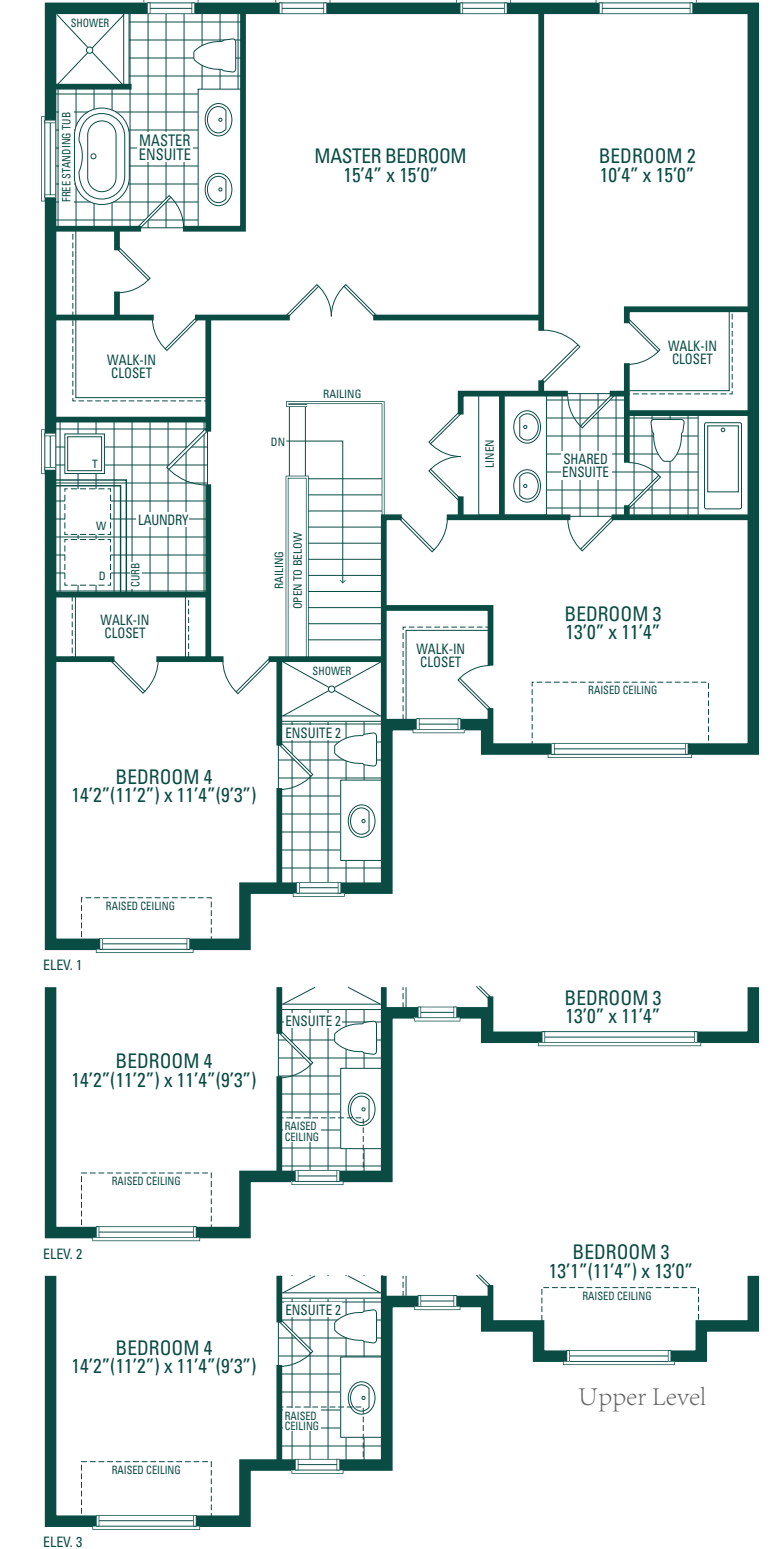 SHOWER
FREE STANDING TUB
MASTER
ENSUITE
MASTER BEDROOM
15'4" x 15'0"
BEDROOM 2
10'4" x 15'0"
WALK-IN
CLOSET
WALK-IN
CLOSET
RAILING
DN
LINEN
SHARED
ENSUITE
T
W
D
LAUNDRY
CURB
RAILING
OPEN TO BELOW
WALK-IN
CLOSET
BEDROOM 3
13'0" x 11'4"
WALK-IN
CLOSET
RAISED CEILING
SHOWER
ENSUITE 2
BEDROOM 4
14'2"(11'2") x 11'4"(9'3")
RAISED CEILING
ELEV. 1
BEDROOM 3
13'0" x 11'4"
ENSUITE 2
BEDROOM 4
14'2"(11'2") x 11'4"(9'3")
RAISED
CEILING
RAISED CEILING
ELEV. 2
BEDROOM 3
13'1"(11'4") x 13'0"
RAISED CEILING
ENSUITE 2
BEDROOM 4
14'2"(11'2") x 11'4"(9'3")
Upper Level
RAISED
CEILING
RAISED CEILING
ELEV. 3